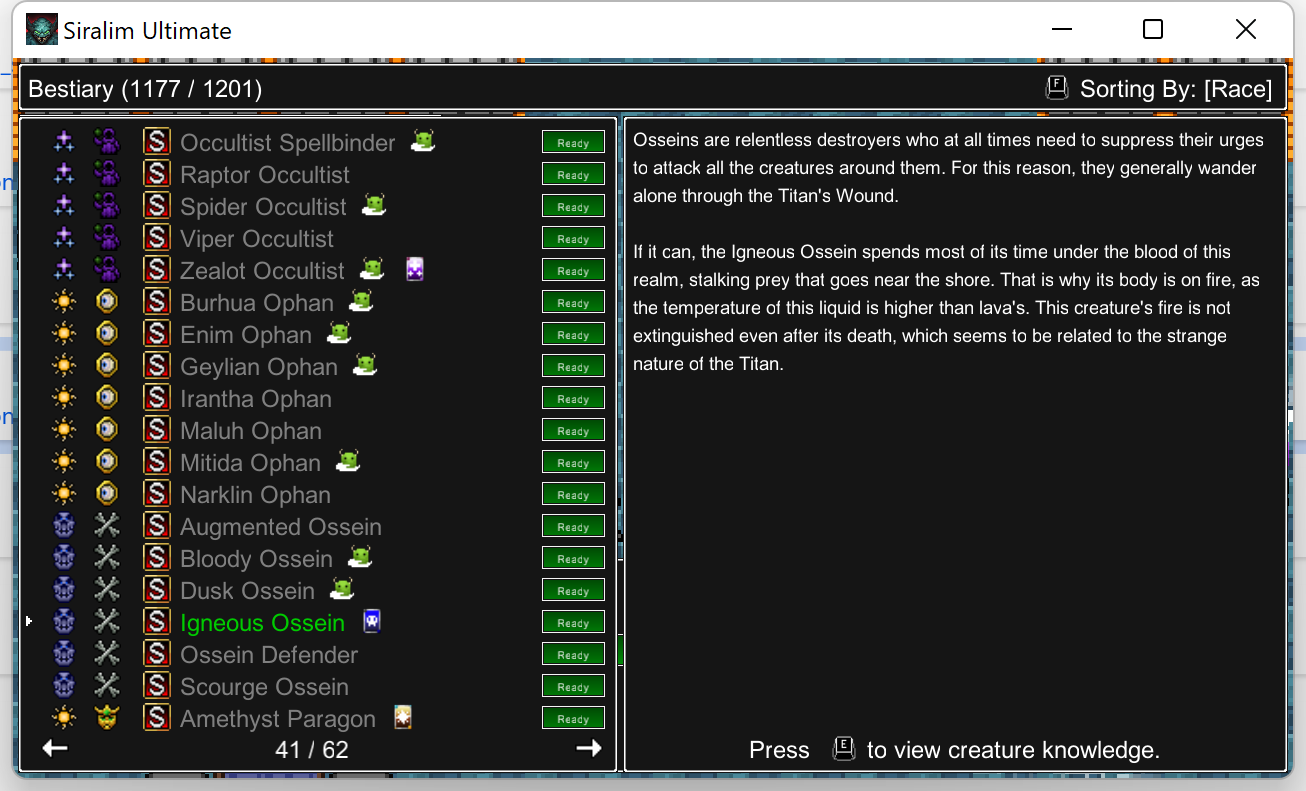 Siralim Ultimate
Bestiary (1177 / 1201)
F Sorting By: [Race]
S Occultist Spellbinder Ready
S Raptor Occultist Ready
S Spider Occultist Ready
S Viper Occultist Ready
S Zealot Occultist Ready
S Burhua Ophan Ready
S Enim Ophan Ready
S Geylian Ophan Ready
S Irantha Ophan Ready
S Maluh Ophan Ready
S Mitida Ophan Ready
S Narklin Ophan Ready
S Augmented Ossein Ready
S Bloody Ossein Ready
S Dusk Ossein Ready
S Igneous Ossein Ready
S Ossein Defender Ready
S Scourge Ossein Ready
S Amethyst Paragon Ready
41 / 62
Osseins are relentless destroyers who at all times need to suppress their urges
to attack all the creatures around them. For this reason, they generally wander
alone through the Titan's Wound.
If it can, the Igneous Ossein spends most of its time under the blood of this
realm, stalking prey that goes near the shore. That is why its body is on fire, as
the temperature of this liquid is higher than lava's. This creature's fire is not
extinguished even after its death, which seems to be related to the strange
nature of the Titan.
Press E to view creature knowledge.